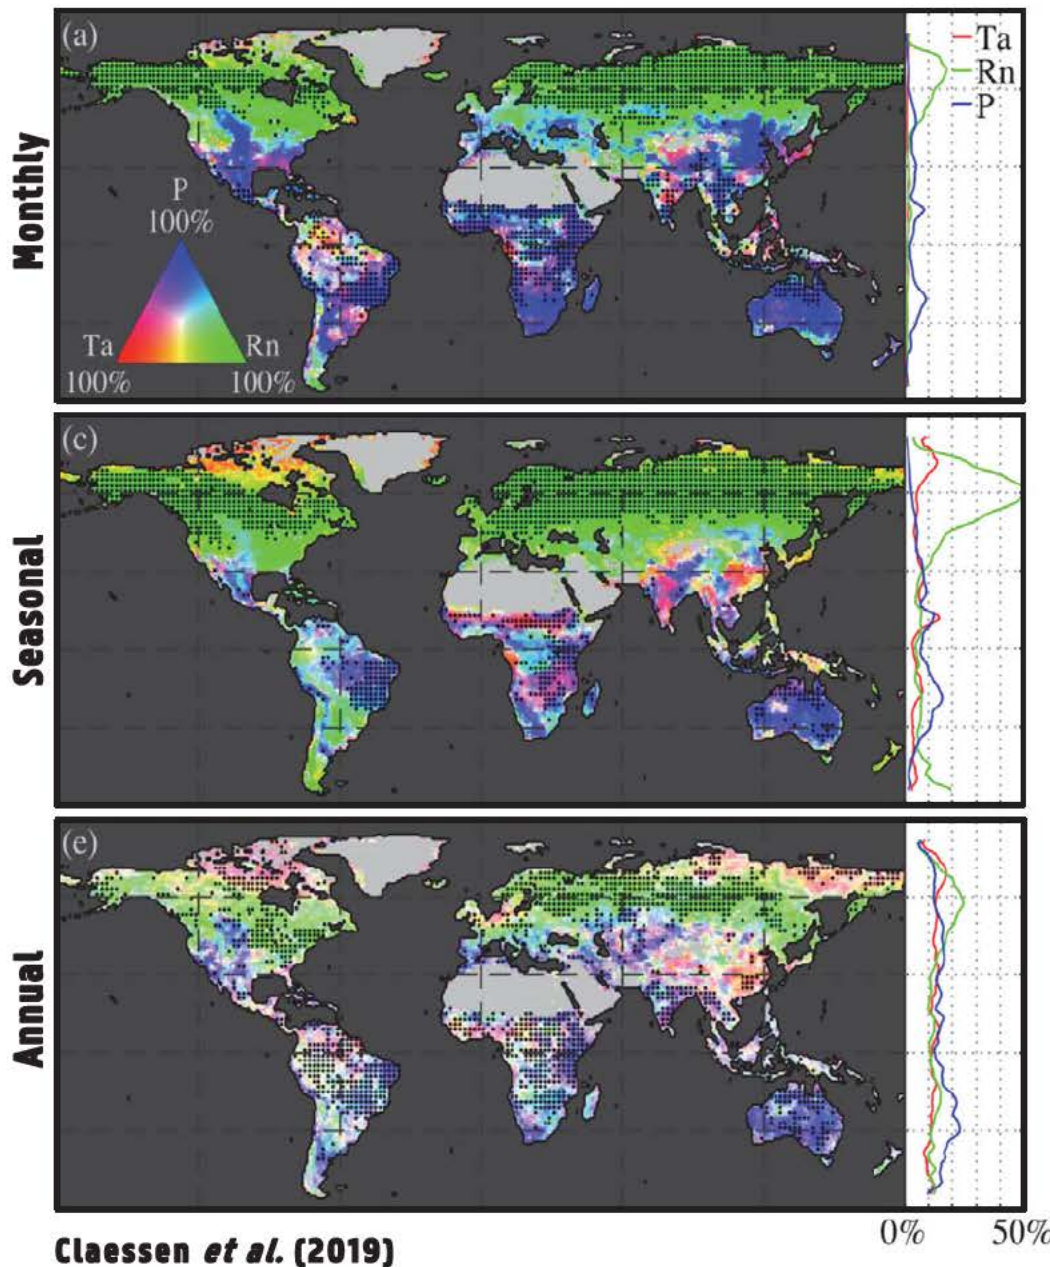 Monthly
(a)
Ta
Rn
P
P
100%
Ta
Rn
100%
100%
Seasonal
(c)
Annual
(e)
0%
50%
Claessen et al. (2019)